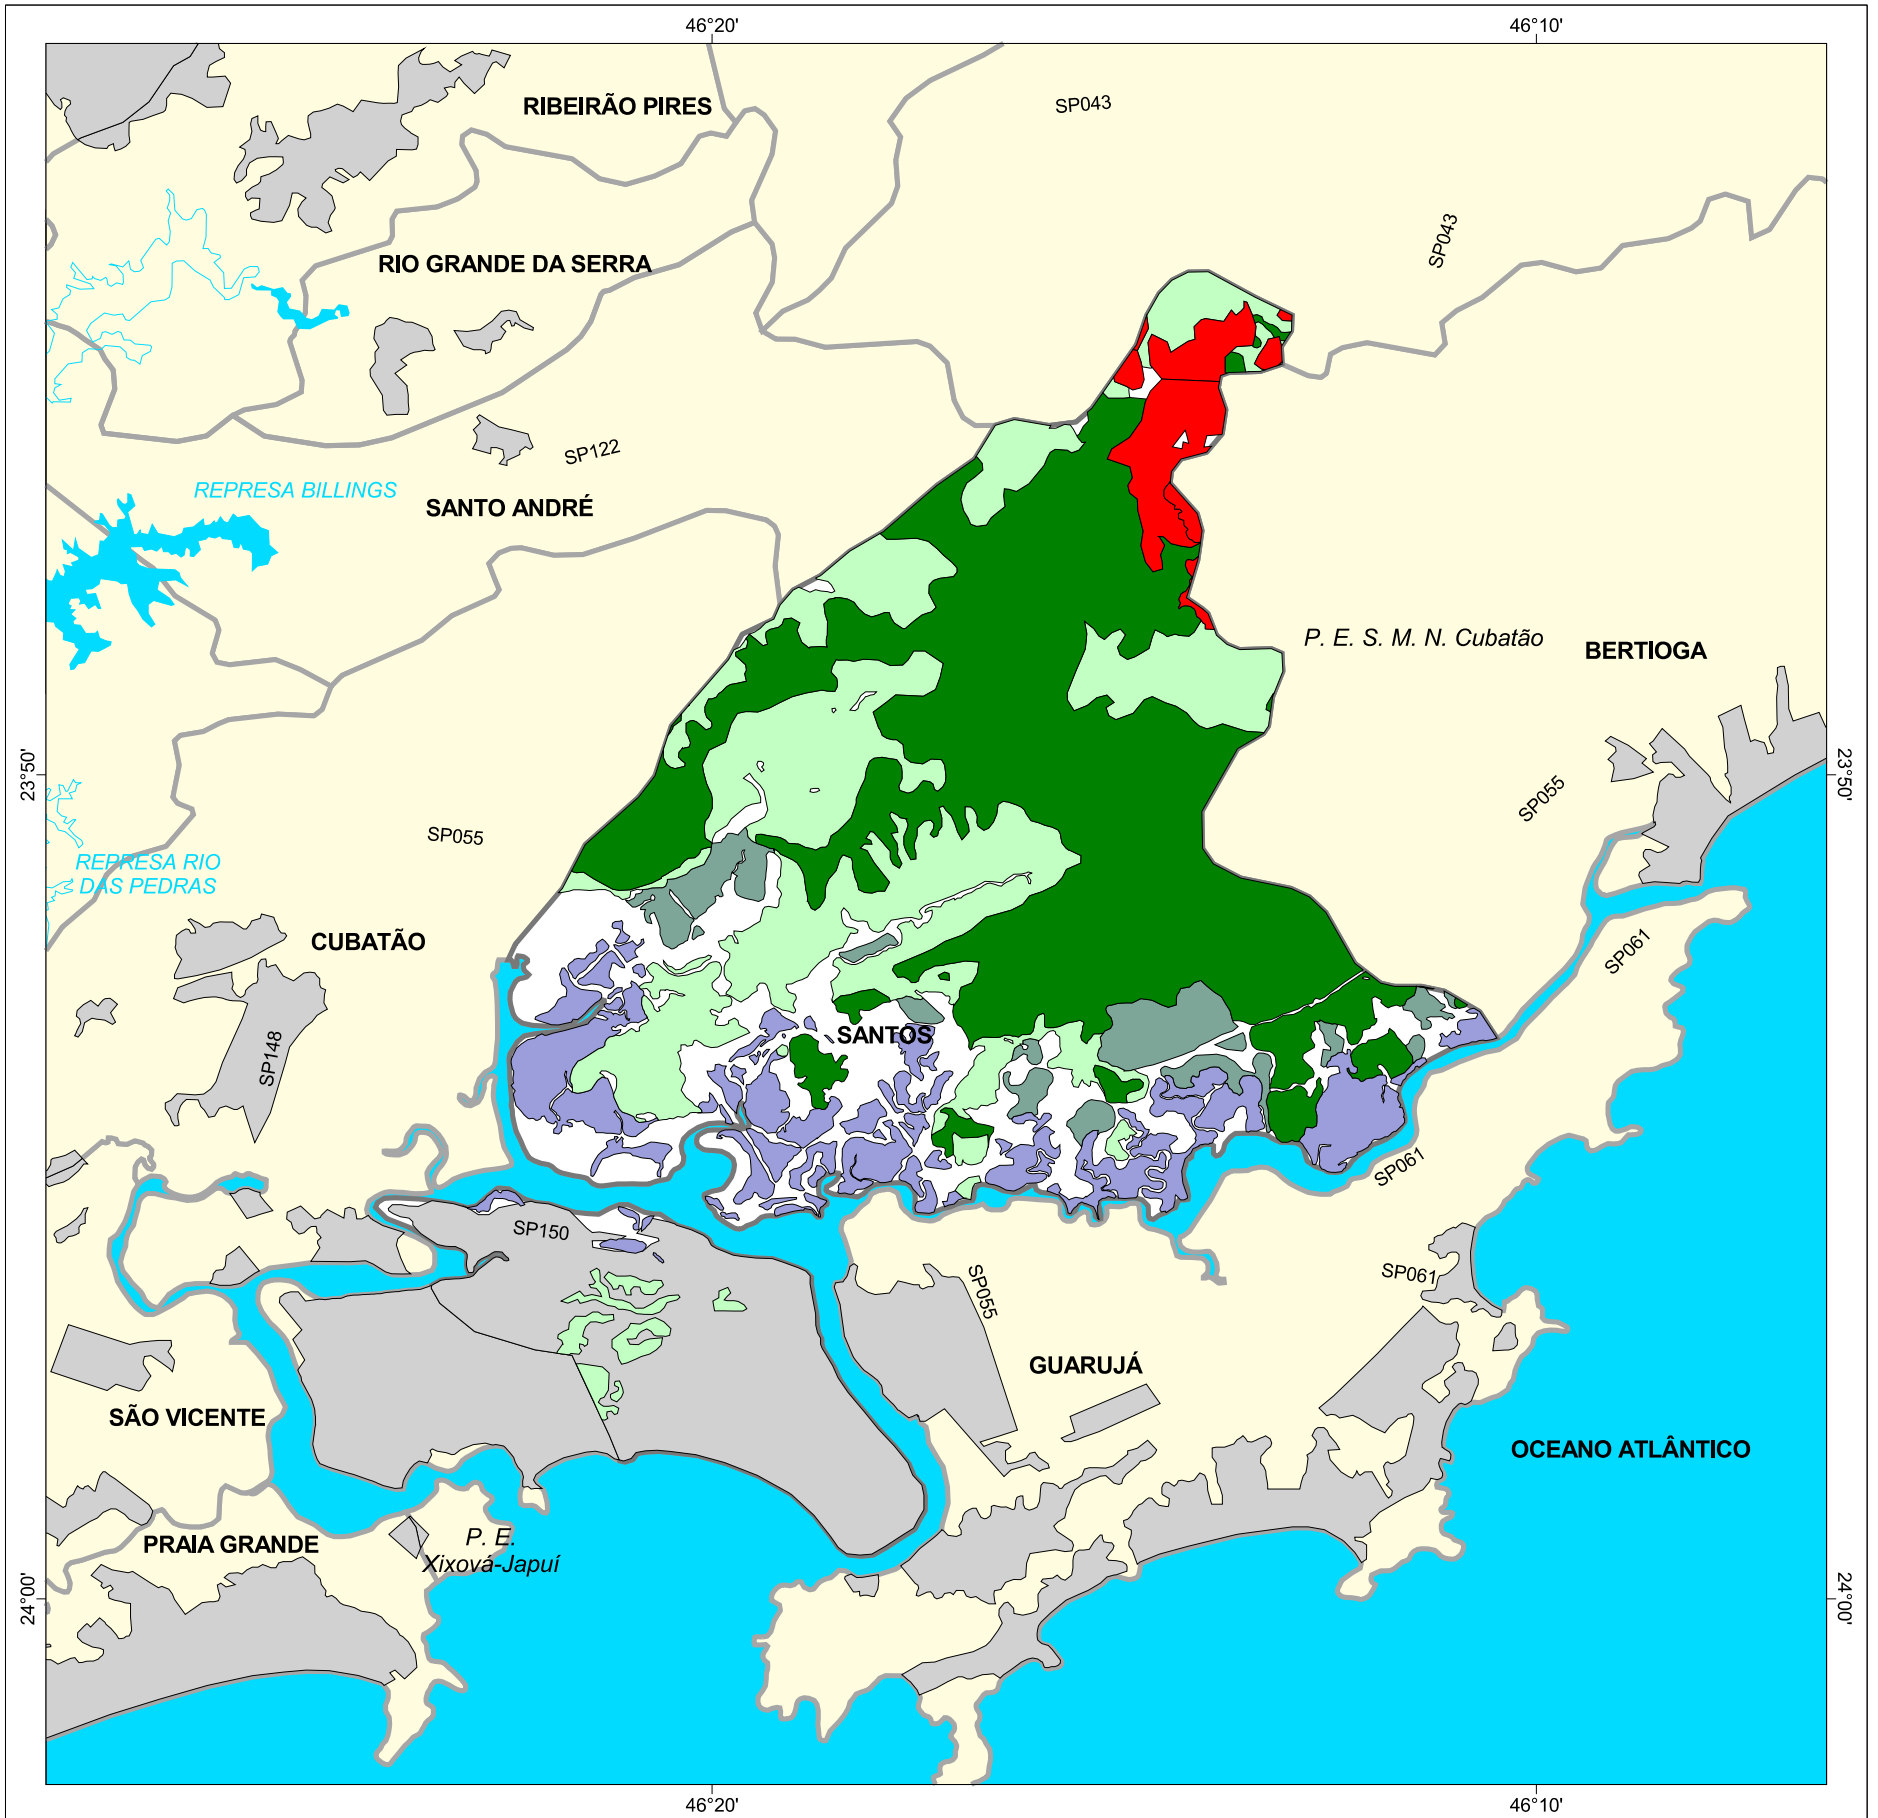 46°20'
46°10'
RIBEIRÃO PIRES
SP043
SP043
RIO GRANDE DA SERRA
SP122
REPRESA BILLINGS
SANTO ANDRÉ
P. E. S. M. N. Cubatão
BERTIOGA
23°50'
23°50'
SP055
SP055
REPRESA RIO
DAS PEDRAS
CUBATÃO
SP061
SANTOS
SP148
SP061
SP150
SP055
SP061
GUARUJÁ
SÃO VICENTE
OCEANO ATLÂNTICO
PRAIA GRANDE
P. E.
Xixová-Japuí
24°00'
24°00'
46°20'
46°10'